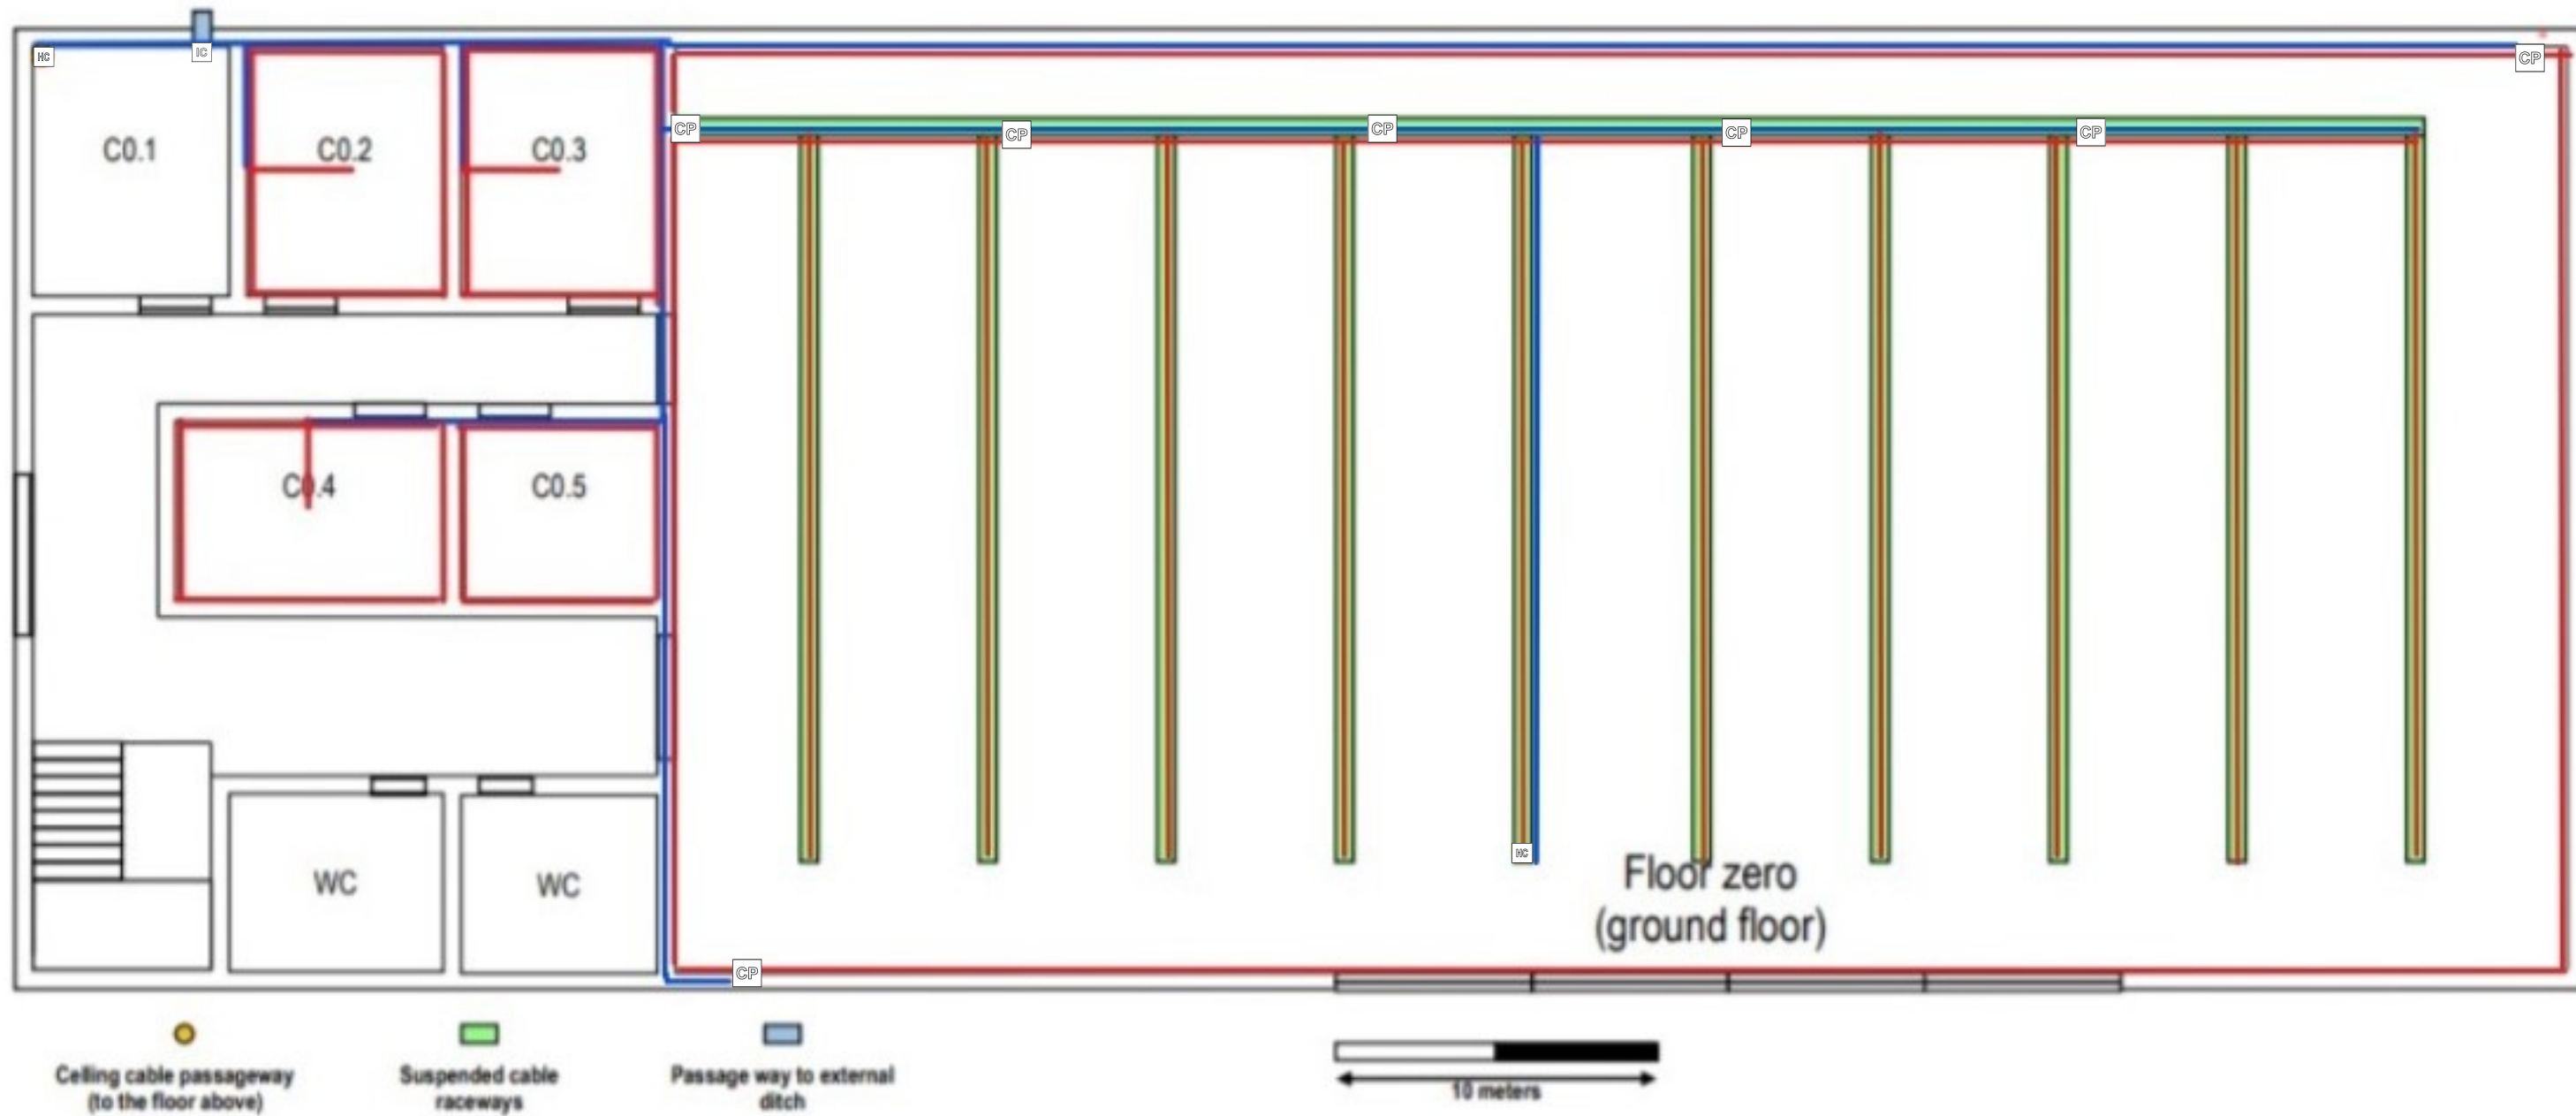 HC
IC
CP
CP
CP
CP
CP
CP
C0.1
C0.2
C0.3
C0.4
C0.5
HC
Floor zero
(ground floor)
WC
WC
CP
Celling cable passageway
(to the floor above)
Suspended cable
raceways
Passage way to external
ditch
10 meters